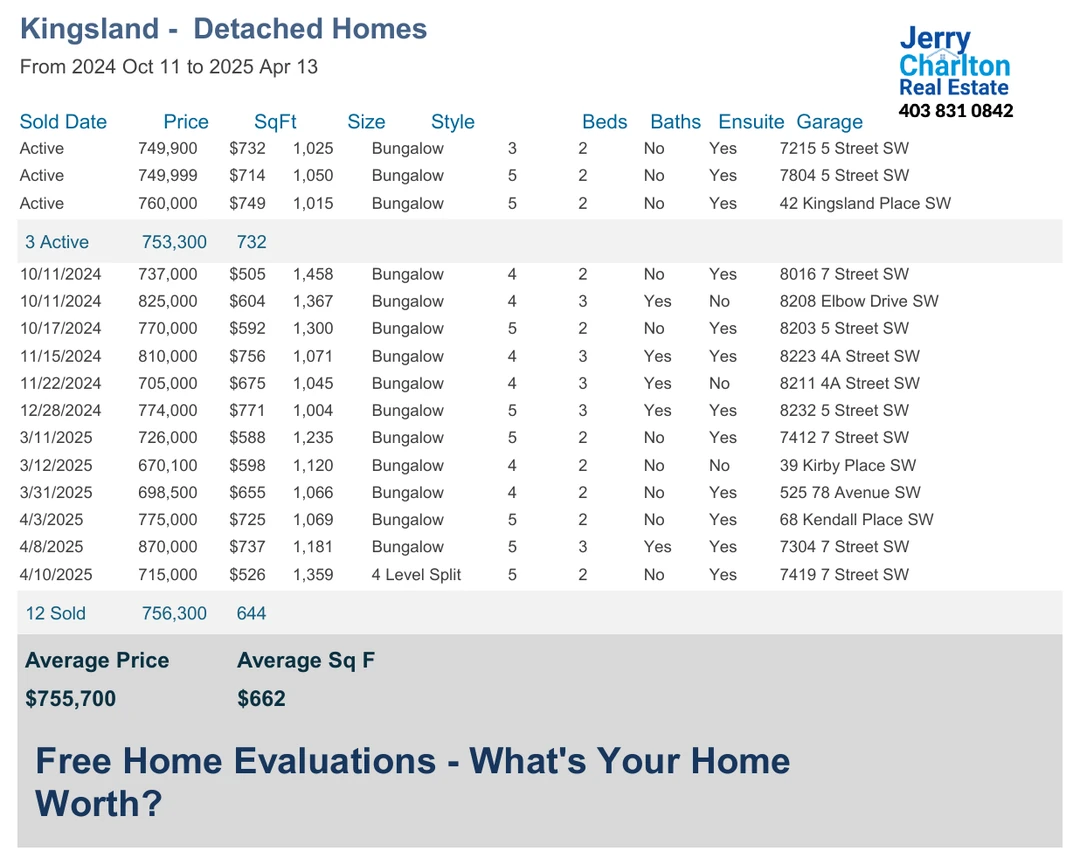 Kingsland -  Detached Homes
From 2024 Oct 11 to 2025 Apr 13
Jerry
Charlton
Real Estate
403 831 0842
Sold Date Price SqFt Size Style Beds Baths Ensuite Garage
Active 749,900 $732 1,025 Bungalow 3 2 No Yes 7215 5 Street SW
Active 749,999 $714 1,050 Bungalow 5 2 No Yes 7804 5 Street SW
Active 760,000 $749 1,015 Bungalow 5 2 No Yes 42 Kingsland Place SW
3 Active 753,300 732
10/11/2024 737,000 $505 1,458 Bungalow 4 2 No Yes 8016 7 Street SW
10/11/2024 825,000 $604 1,367 Bungalow 4 3 Yes No 8208 Elbow Drive SW
10/17/2024 770,000 $592 1,300 Bungalow 5 2 No Yes 8203 5 Street SW
11/15/2024 810,000 $756 1,071 Bungalow 4 3 Yes Yes 8223 4A Street SW
11/22/2024 705,000 $675 1,045 Bungalow 4 3 Yes No 8211 4A Street SW
12/28/2024 774,000 $771 1,004 Bungalow 5 3 Yes Yes 8232 5 Street SW
3/11/2025 726,000 $588 1,235 Bungalow 5 2 No Yes 7412 7 Street SW
3/12/2025 670,100 $598 1,120 Bungalow 4 2 No No 39 Kirby Place SW
3/31/2025 698,500 $655 1,066 Bungalow 4 2 No Yes 525 78 Avenue SW
4/3/2025 775,000 $725 1,069 Bungalow 5 2 No Yes 68 Kendall Place SW
4/8/2025 870,000 $737 1,181 Bungalow 5 3 Yes Yes 7304 7 Street SW
4/10/2025 715,000 $526 1,359 4 Level Split 5 2 No Yes 7419 7 Street SW
12 Sold 756,300 644
Average Price Average Sq F
$755,700 $662
Free Home Evaluations - What's Your Home
Worth?